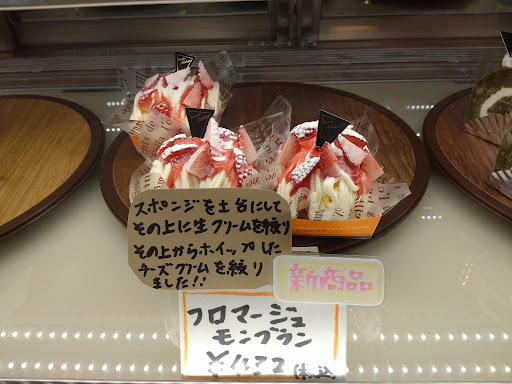 スポンジを土台にして
その上に生クリームを絞り
その上からホイップした
チーズクリームを絞り
ました!!
新商品
フロマージュ
モンブラン
(税込)